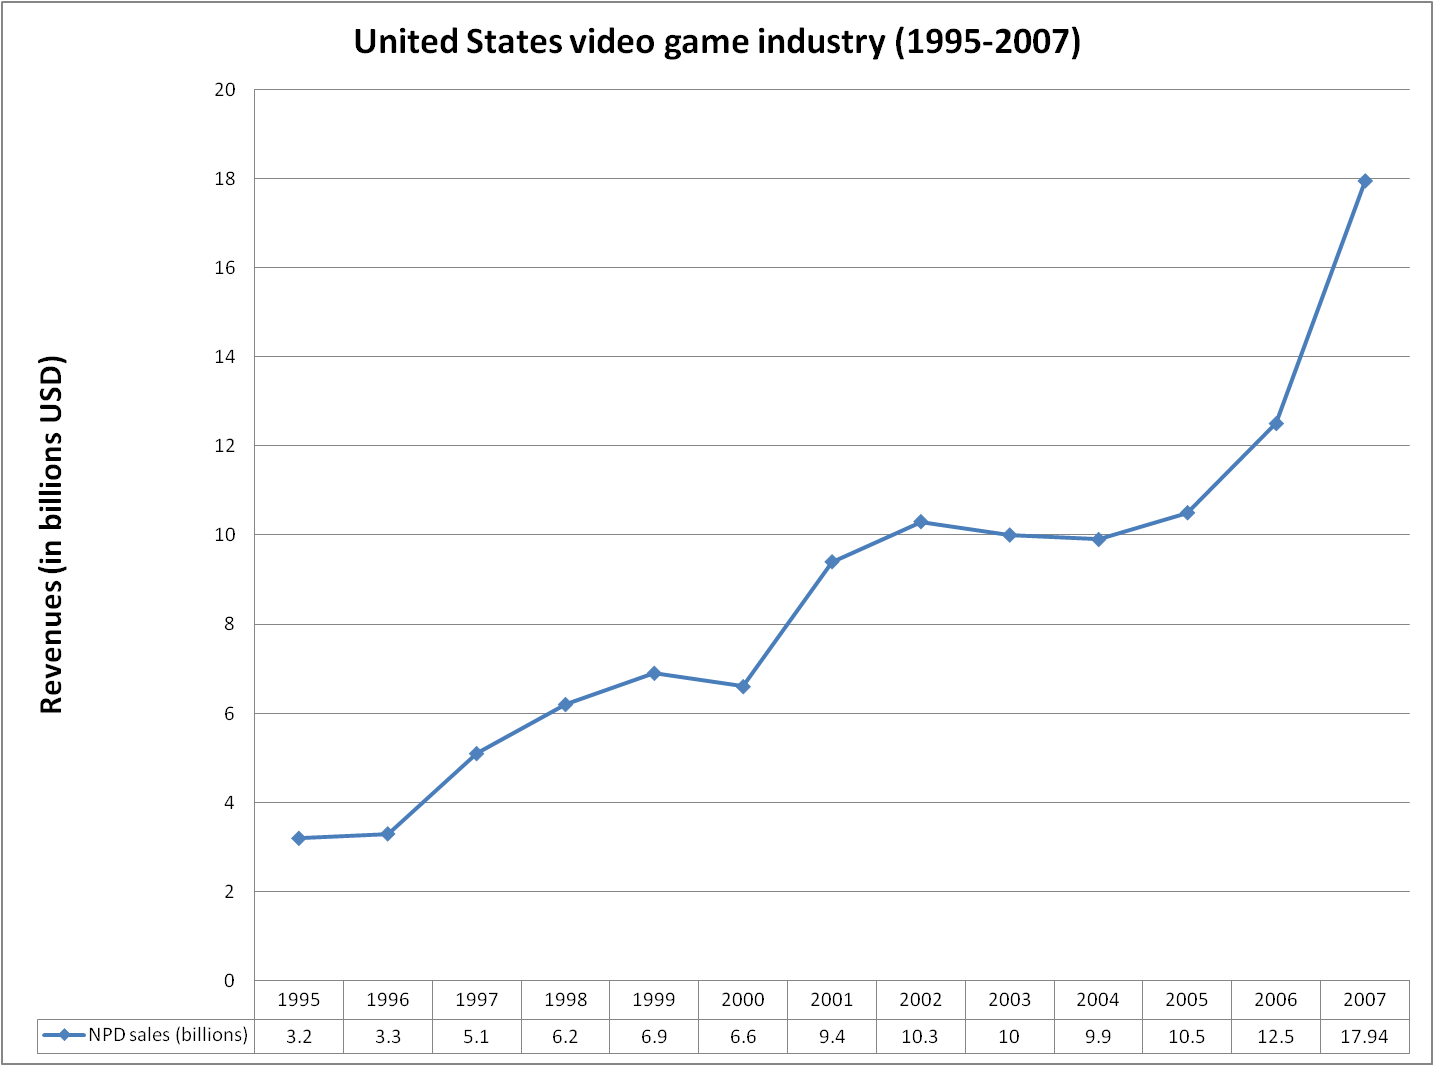 United States video game industry (1995-2007)
Revenues (in billions USD)
20
18
16
14
12
10
8
6
4
2
0
1995 1996 1997 1998 1999 2000 2001 2002 2003 2004 2005 2006 2007
NPD sales (billions) 3.2 3.3 5.1 6.2 6.9 6.6 9.4 10.3 10 9.9 10.5 12.5 17.94